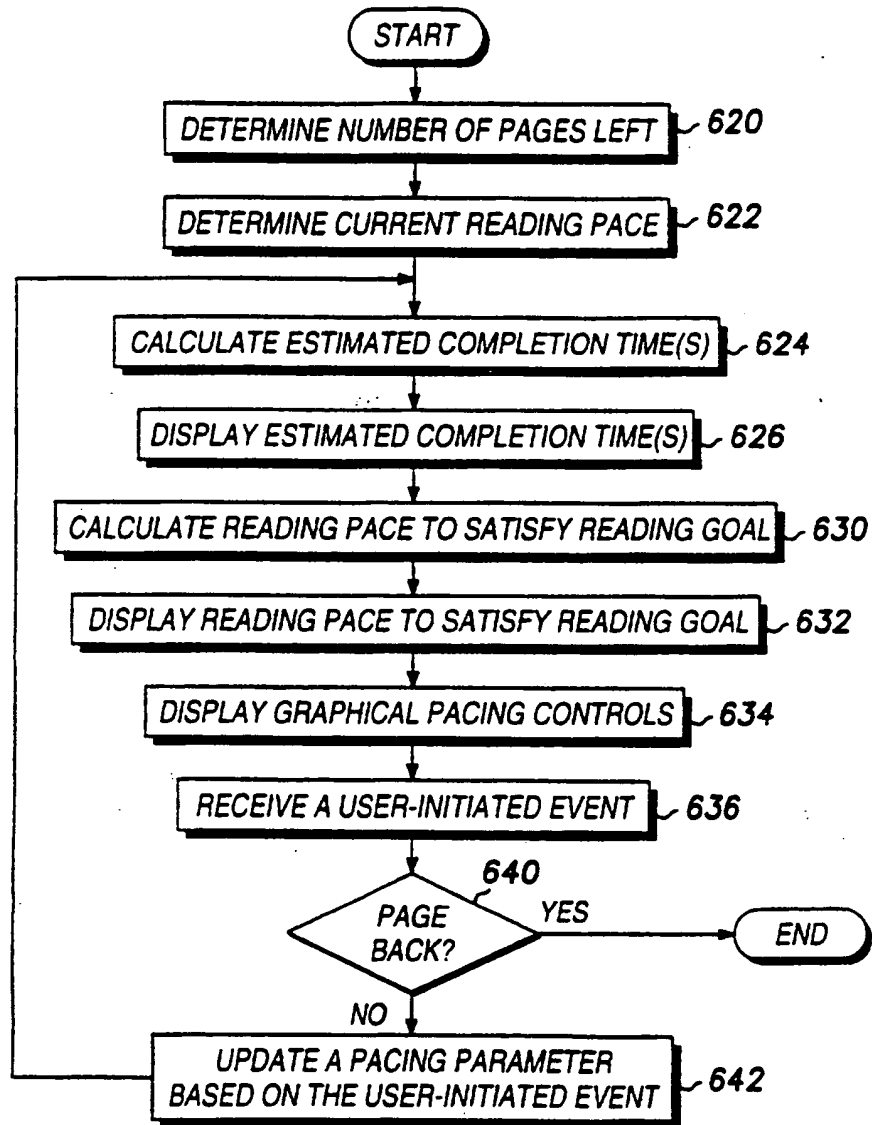 START
DETERMINE NUMBER OF PAGES LEFT 620
DETERMINE CURRENT READING PACE 622
CALCULATE ESTIMATED COMPLETION TIME(S) 624
DISPLAY ESTIMATED COMPLETION TIME(S) 626
CALCULATE READING PACE TO SATISFY READING GOAL 630
DISPLAY READING PACE TO SATISFY READING GOAL 632
DISPLAY GRAPHICAL PACING CONTROLS 634
RECEIVE A USER-INITIATED EVENT 636
640
PAGE
BACK?
YES
END
NO
UPDATE A PACING PARAMETER
BASED ON THE USER-INITIATED EVENT
642